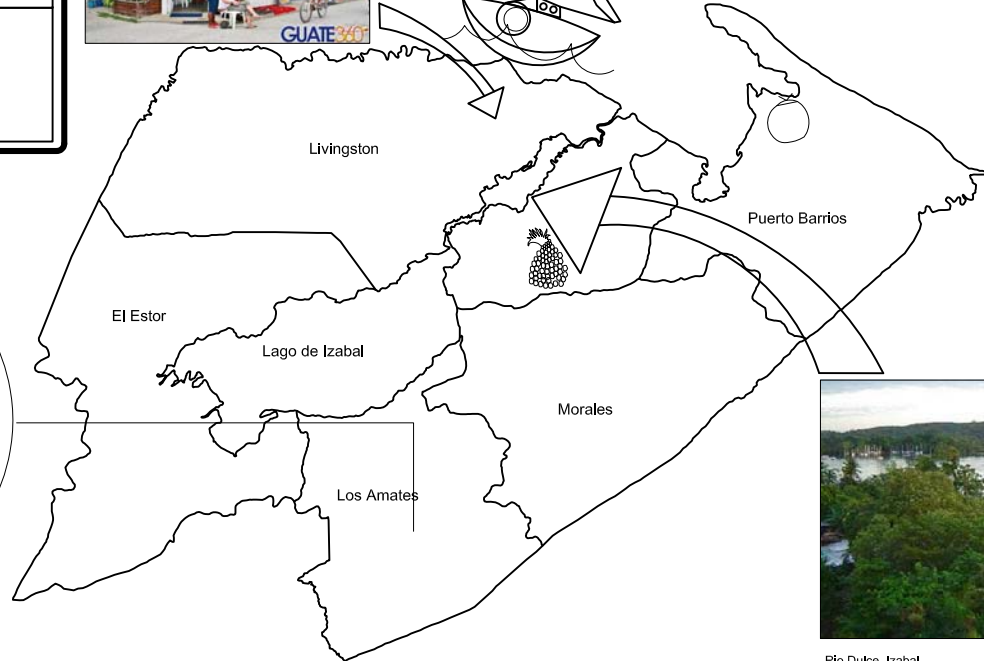 GUATE360°
Livingston
Puerto Barrios
El Estor
Lago de Izabal
Morales
Los Amates
Rio Dulce, Izabal